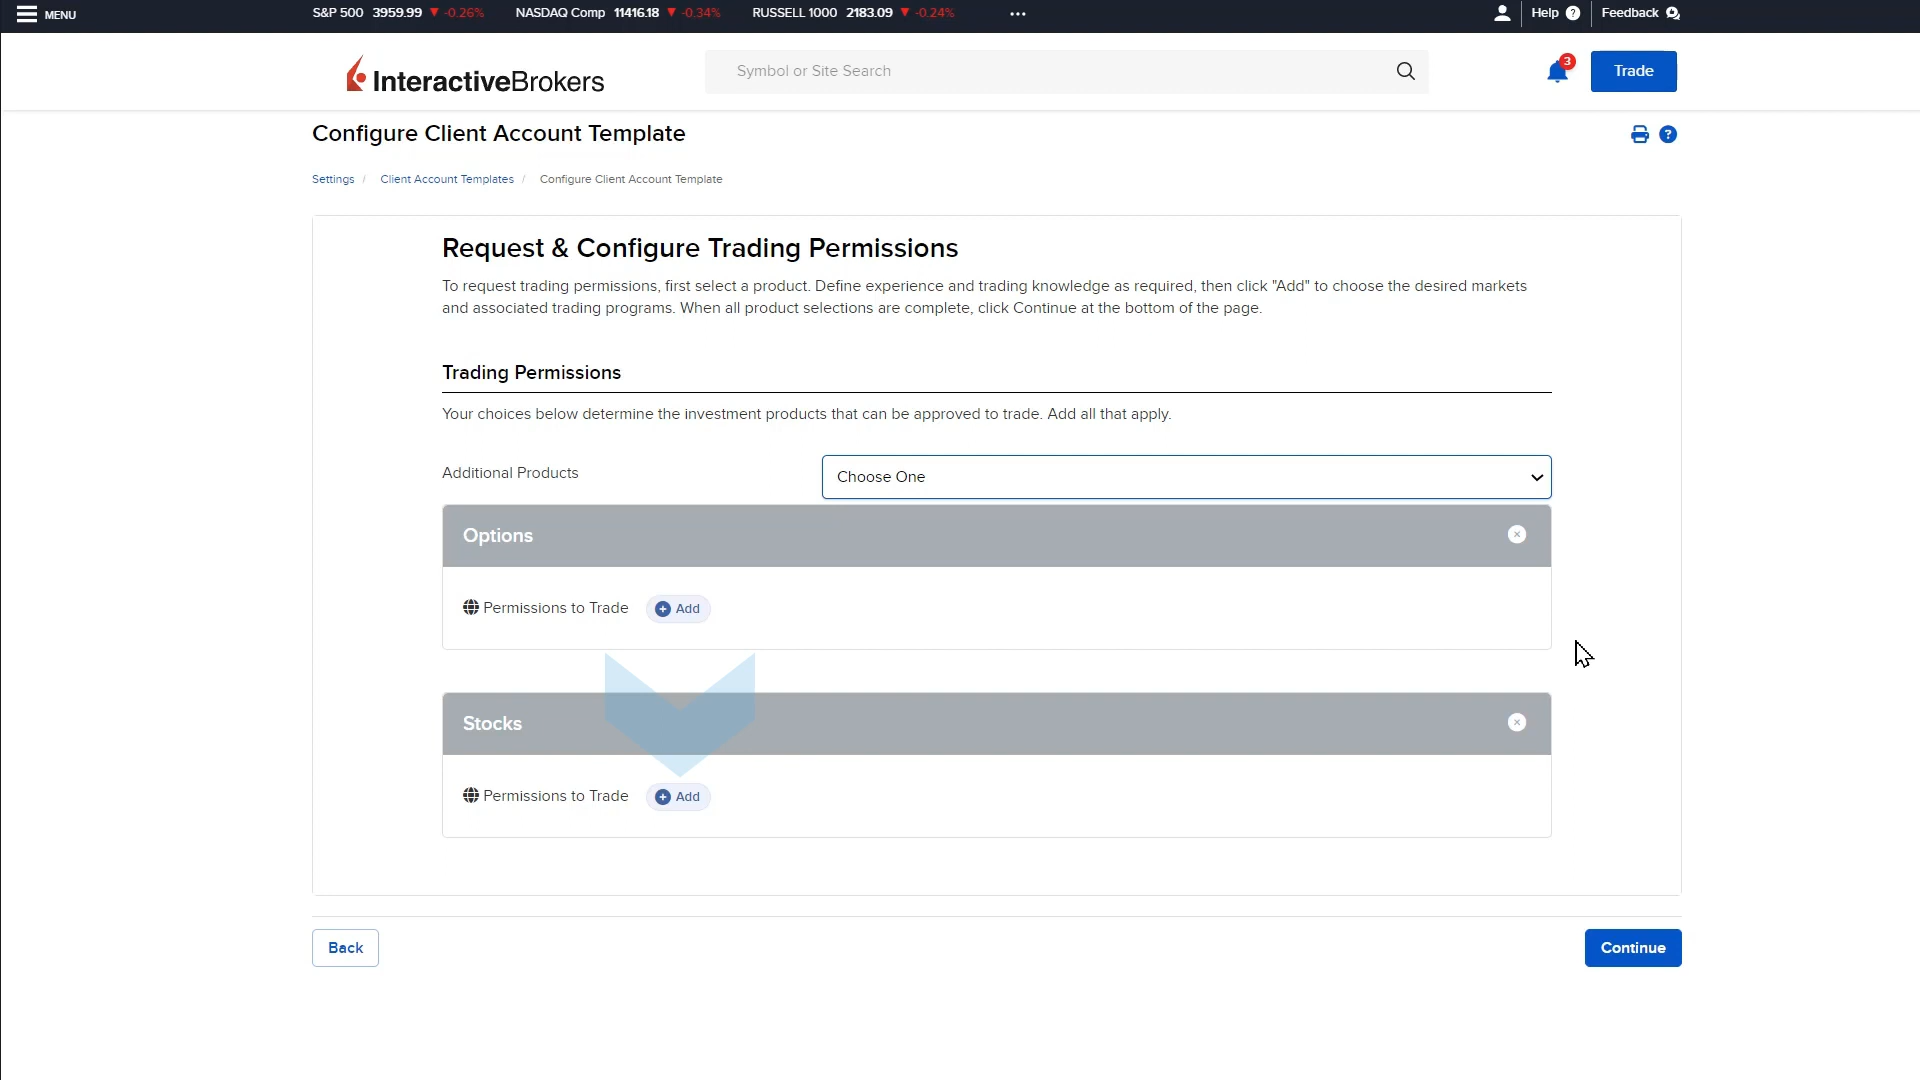 MENU
S&P 500 3959.99 ▼ -0.26% NASDAQ Comp 11416.18 ▼ -0.34% RUSSELL 1000 2183.09 ▼ -0.24% ••• Help ? Feedback
InteractiveBrokers
Symbol or Site Search
3
Trade
Configure Client Account Template
?
Settings / Client Account Templates / Configure Client Account Template
Request & Configure Trading Permissions
To request trading permissions, first select a product. Define experience and trading knowledge as required, then click "Add" to choose the desired markets
and associated trading programs. When all product selections are complete, click Continue at the bottom of the page.
Trading Permissions
Your choices below determine the investment products that can be approved to trade. Add all that apply.
Additional Products
Choose One
Options
Permissions to Trade + Add
Stocks
Permissions to Trade + Add
Back
Continue